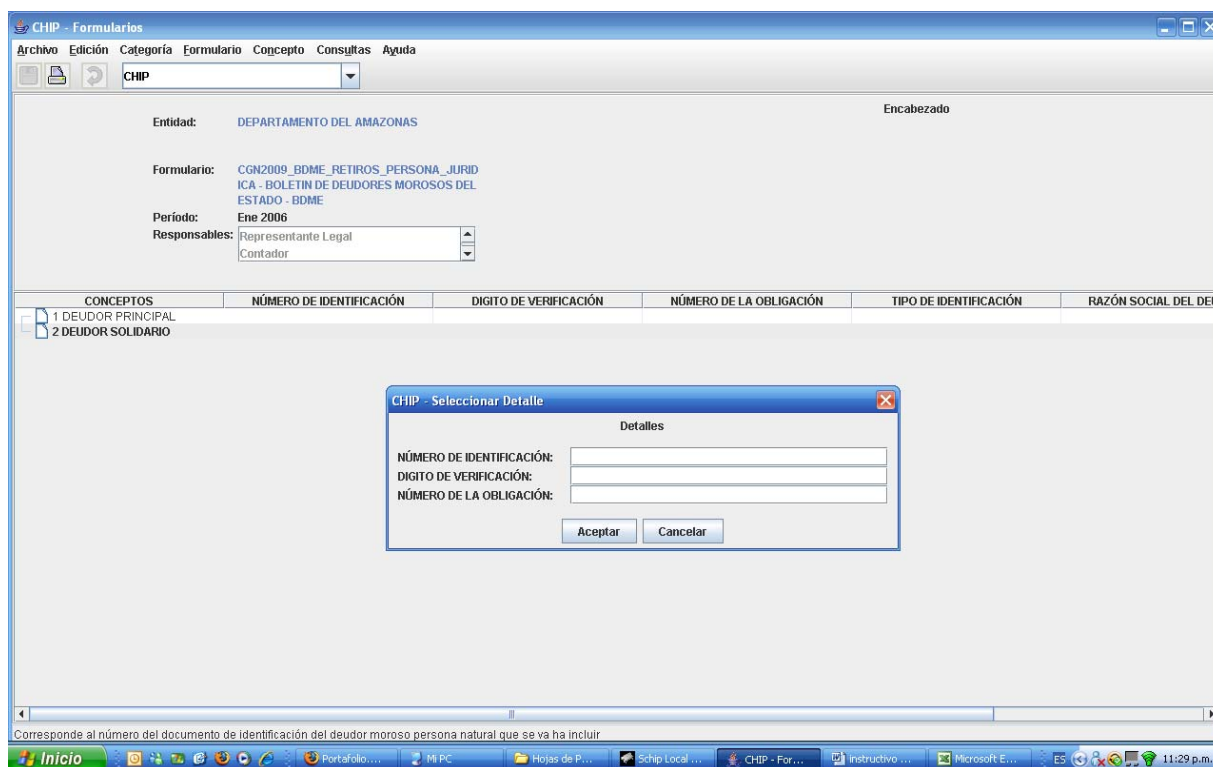 CHIP - Formularios
Archivo Edición Categoría Formulario Concepto Consultas Ayuda
CHIP
Encabezado
Entidad: DEPARTAMENTO DEL AMAZONAS
Formulario: CGN2009_BDME_RETIROS_PERSONA_JURID
ICA - BOLETIN DE DEUDORES MOROSOS DEL
ESTADO - BDME
Período: Ene 2006
Responsables: Representante Legal
Contador
CONCEPTOS NÚMERO DE IDENTIFICACIÓN DIGITO DE VERIFICACIÓN NÚMERO DE LA OBLIGACIÓN TIPO DE IDENTIFICACIÓN RAZÓN SOCIAL DEL DE
1 DEUDOR PRINCIPAL
2 DEUDOR SOLIDARIO
CHIP - Seleccionar Detalle
Detalles
NÚMERO DE IDENTIFICACIÓN:
DIGITO DE VERIFICACIÓN:
NÚMERO DE LA OBLIGACIÓN:
Aceptar Cancelar
Corresponde al número del documento de identificación del deudor moroso persona natural que se va ha incluir
Inicio Portafolio.... Mi PC Hojas de P... Schip Local ... CHIP - For... instructivo ... Microsoft E... ES 11:29 p.m.